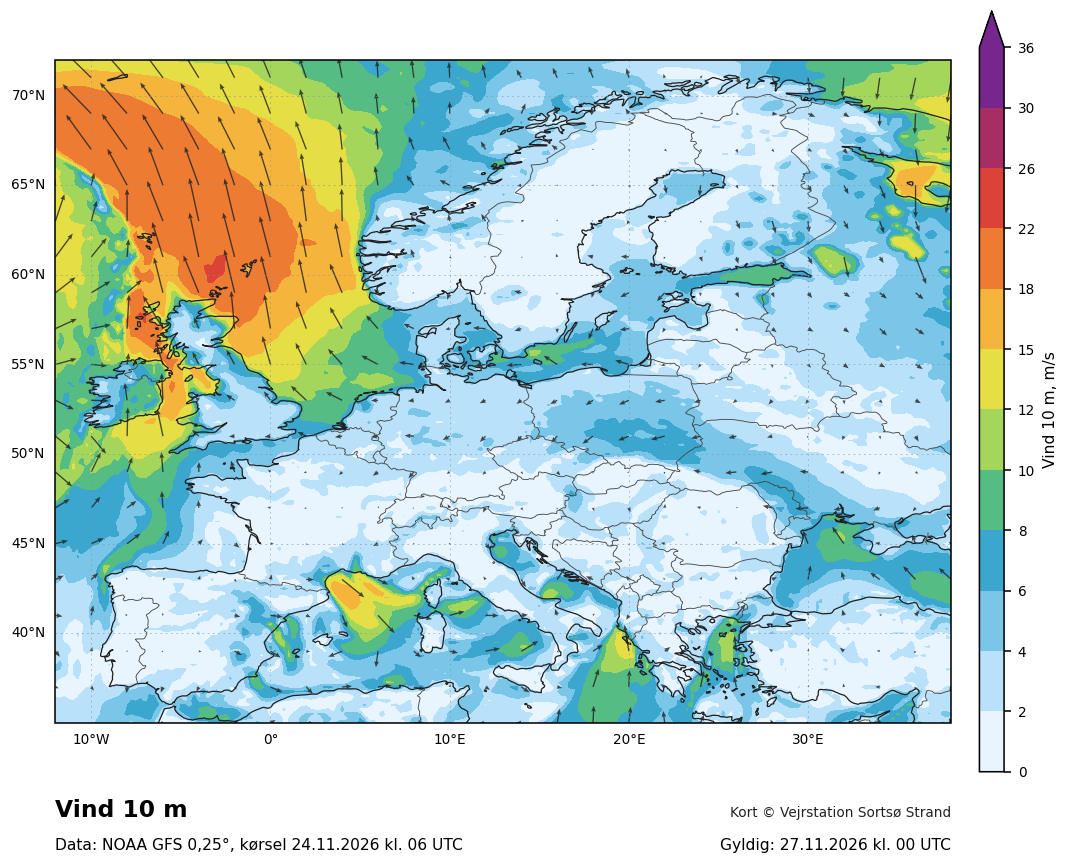 36
30
26
22
18
15
12
10
8
6
4
2
0
Vind 10 m, m/s
70°N
65°N
60°N
55°N
50°N
45°N
40°N
10°W
0°
10°E
20°E
30°E
Vind 10 m
Kort © Vejrstation Sortsø Strand
Data: NOAA GFS 0,25°, kørsel 24.11.2026 kl. 06 UTC
Gyldig: 27.11.2026 kl. 00 UTC